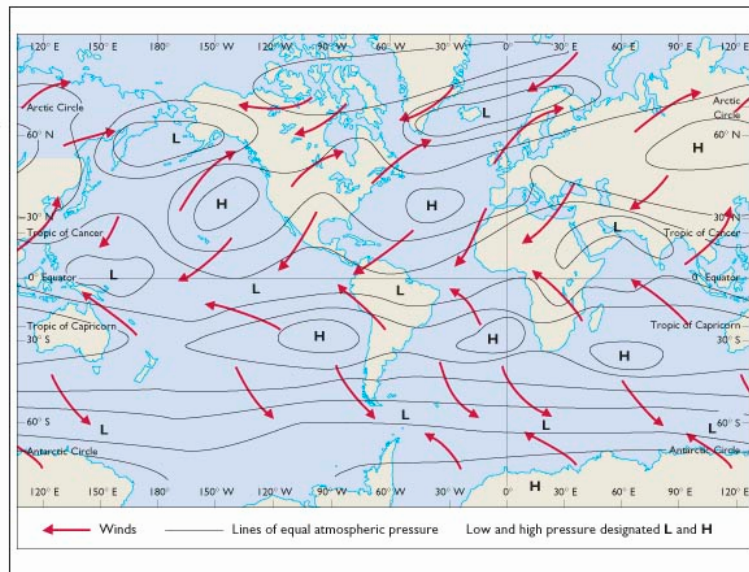 120° E 150° E 180° 150° W 120° W -90° W 60° W 30° W 0° 30° E 60° E 90° E 120° E
Arctic Circle
Arctic
Circle
L
60° N
L
60° N
H
H
H
30° N
L
30° N
Tropic of Cancer
Tropic of Cancer
L
0° Equator
Equator 0°
L
L
Tropic of Capricorn
Tropic of Capricorn
30° S
H
H
H
30° S
L
60° S
L
L
L
60° S
Antarctic Circle
Antarctic Circle
H
120° E 150° E 180° 150° W 120° W -90° W 60° W 30° W 0° 30° E 60° E 90° E 120° E
Winds
Lines of equal atmospheric pressure
Low and high pressure designated L and H